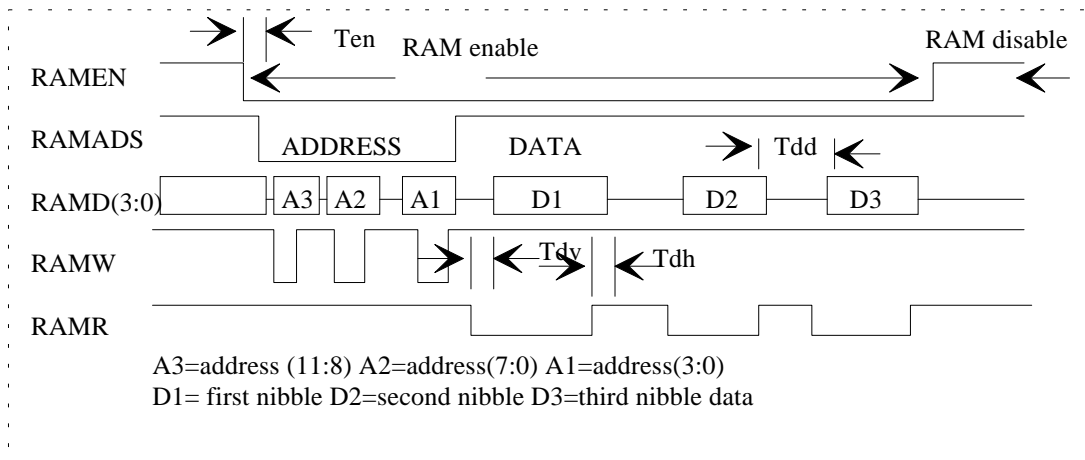 Ten
RAM enable
RAM disable
RAMEN
RAMADS
ADDRESS
DATA
Tdd
RAMD(3:0)
A3
A2
A1
D1
D2
D3
RAMW
Tdv
Tdh
RAMR
A3=address (11:8) A2=address(7:0) A1=address(3:0)
D1= first nibble D2=second nibble D3=third nibble data